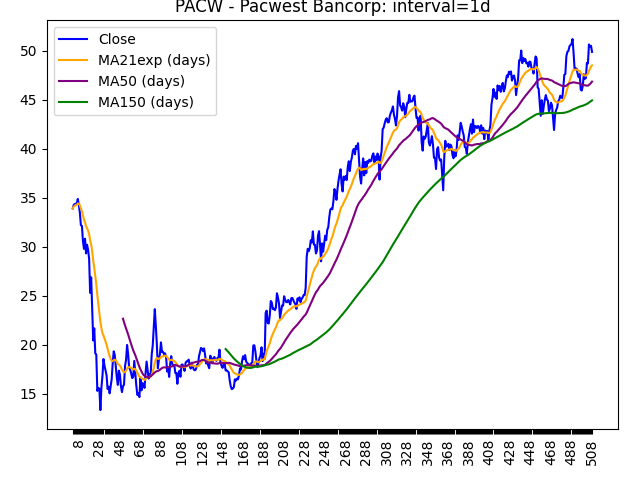 PACW - Pacwest Bancorp: interval=1d
Close
MA21exp (days)
MA50 (days)
MA150 (days)
50
45
40
35
30
25
20
15
8 28 48 68 88 108 128 148 168 188 208 228 248 268 288 308 328 348 368 388 408 428 448 468 488 508